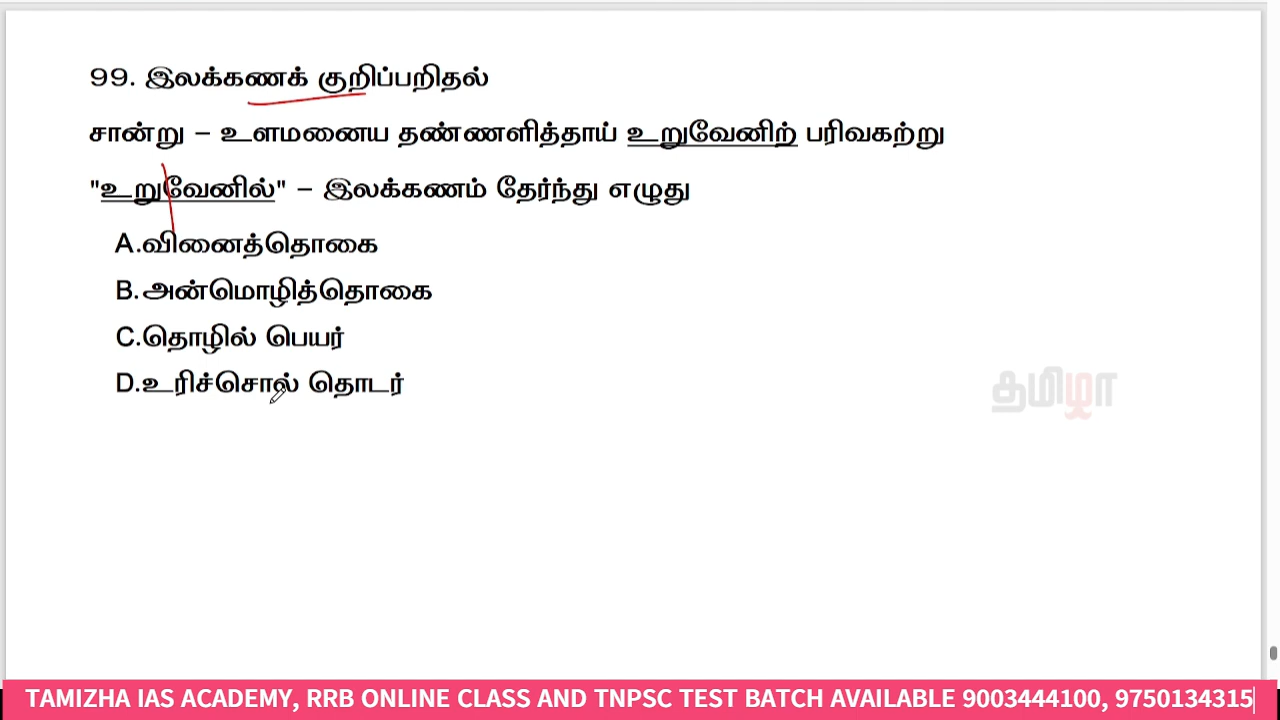 99. இலக்கணக் குறிப்பறிதல்
சான்று – உளமனைய தண்ணளித்தாய் உறுவேனிற் பரிவகற்று
"உறுவேனில்" – இலக்கணம் தேர்ந்து எழுது
A.வினைத்தொகை
B.அன்மொழித்தொகை
C.தொழில் பெயர்
D.உரிச்சொல் தொடர்
தமிழா
TAMIZHA IAS ACADEMY, RRB ONLINE CLASS AND TNPSC TEST BATCH AVAILABLE 9003444100, 9750134315